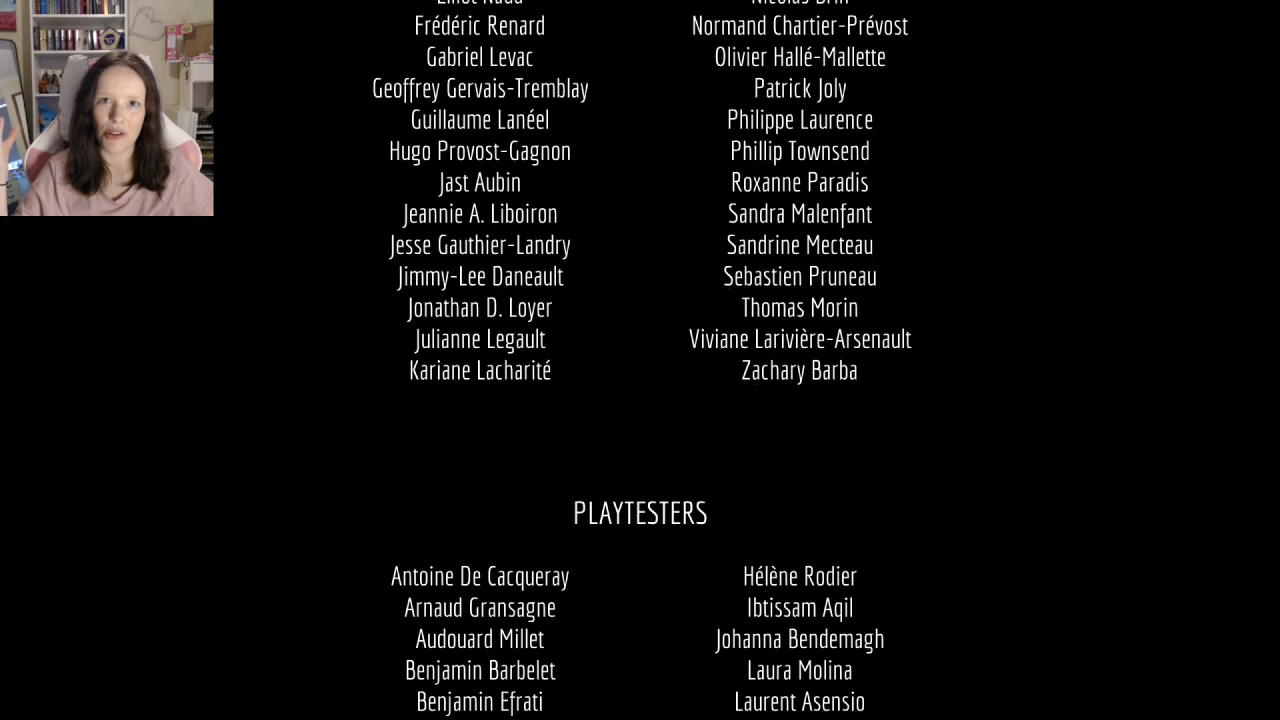 Frédéric Renard
Gabriel Levac
Geoffrey Gervais-Tremblay
Guillaume Lanéel
Hugo Provost-Gagnon
Jast Aubin
Jeannie A. Liboiron
Jesse Gauthier-Landry
Jimmy-Lee Daneault
Jonathan D. Loyer
Julianne Legault
Kariane Lacharité
Normand Chartier-Prévost
Olivier Hallé-Mallette
Patrick Joly
Philippe Laurence
Phillip Townsend
Roxanne Paradis
Sandra Malenfant
Sandrine Mecteau
Sebastien Pruneau
Thomas Morin
Viviane Larivière-Arsenault
Zachary Barba
PLAYTESTERS
Antoine De Cacqueray
Arnaud Gransagne
Audouard Millet
Benjamin Barbelet
Benjamin Efrati
Hélène Rodier
Ibtissam Aqil
Johanna Bendemagh
Laura Molina
Laurent Asensio